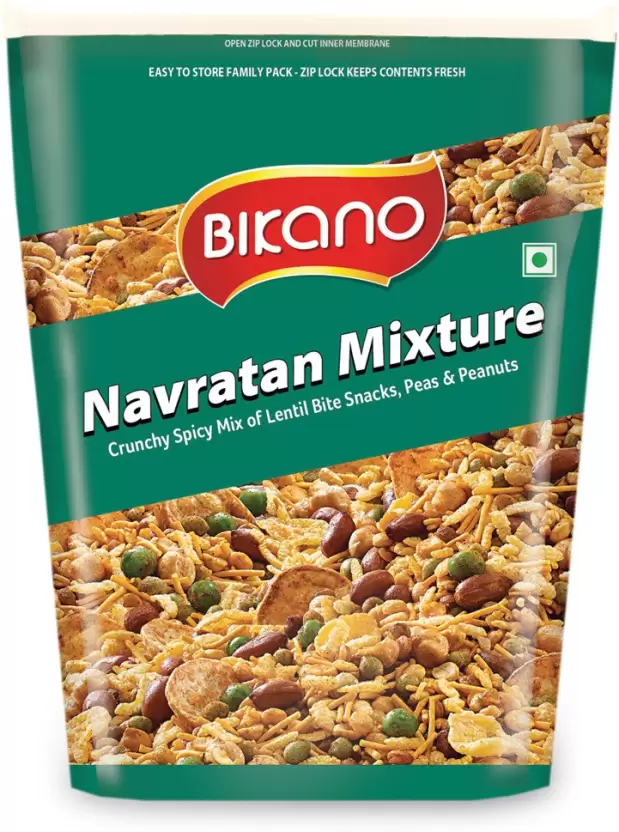 OPEN ZIP LOCK AND CUT INNER MEMBRANE
EASY TO STORE FAMILY PACK - ZIP LOCK KEEPS CONTENTS FRESH
BIKANO
Navratan Mixture
Crunchy Spicy Mix of Lentil Bite Snacks, Peas & Peanuts